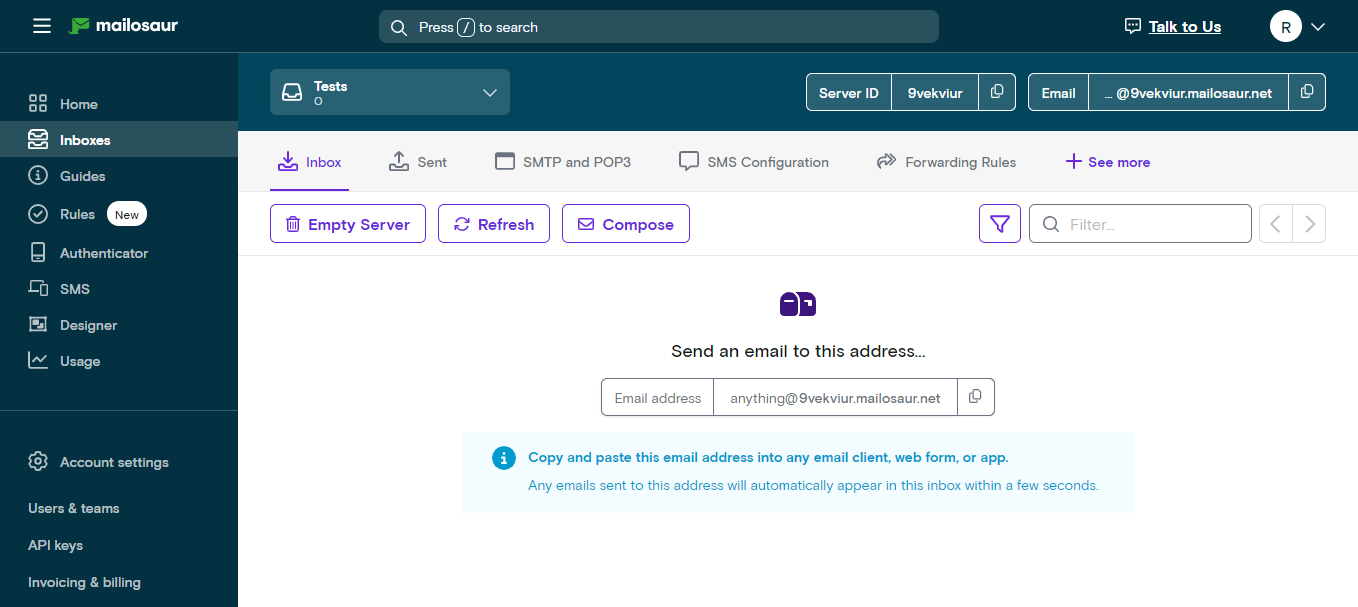 mailosaur
Press / to search
Talk to Us
R
Home
Inboxes
Guides
Rules New
Authenticator
SMS
Designer
Usage
Account settings
Users & teams
API keys
Invoicing & billing
Tests
0
Server ID 9vekviur
Email ... @9vekviur.mailosaur.net
Inbox Sent SMTP and POP3 SMS Configuration Forwarding Rules See more
Empty Server Refresh Compose Filter...
Send an email to this address...
Email address anything@9vekviur.mailosaur.net
Copy and paste this email address into any email client, web form, or app.
Any emails sent to this address will automatically appear in this inbox within a few seconds.